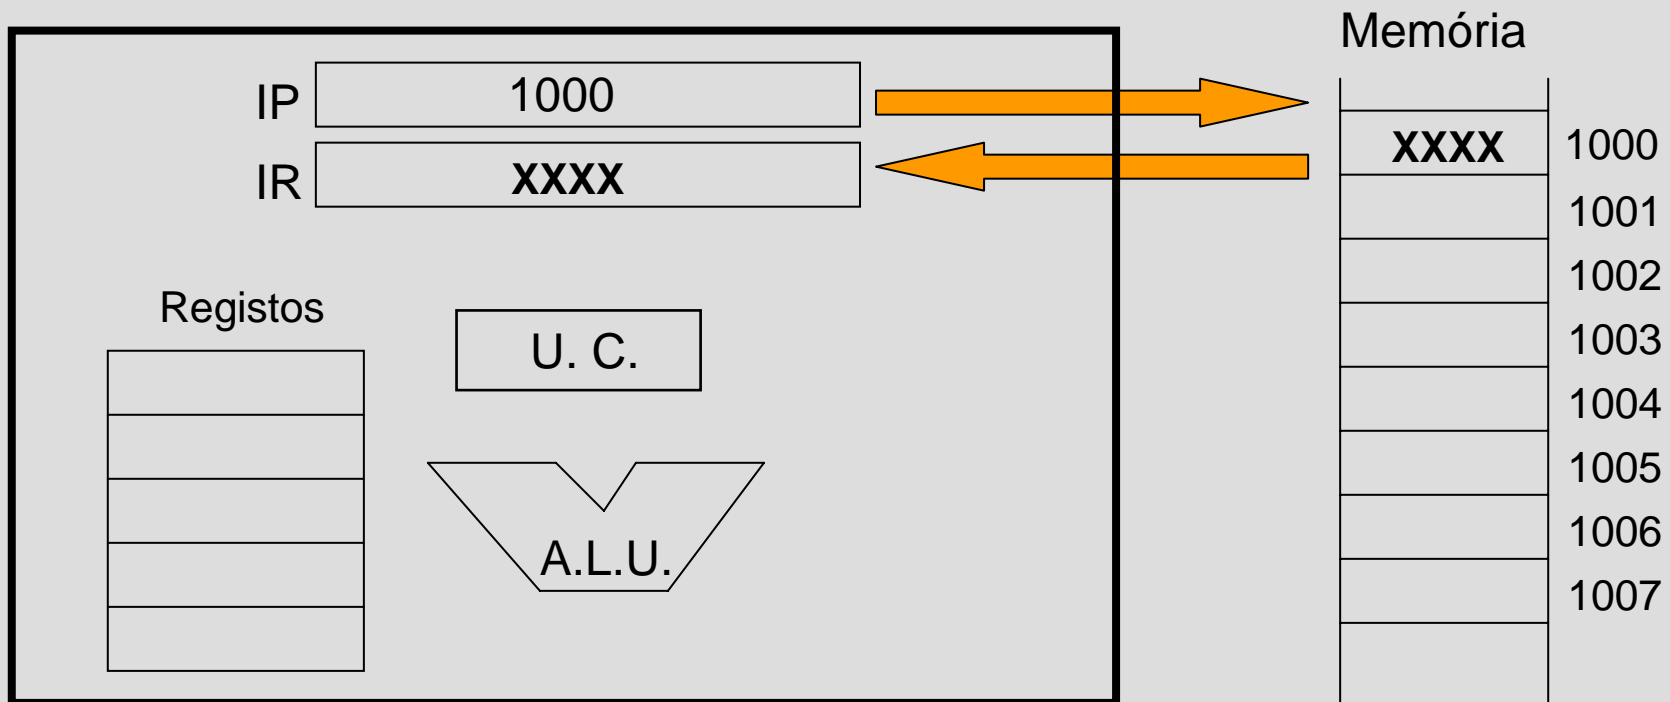 Memória
IP 1000
XXXX 1000
IR XXXX
1001
1002
Registos
U. C.
1003
1004
1005
A.L.U.
1006
1007